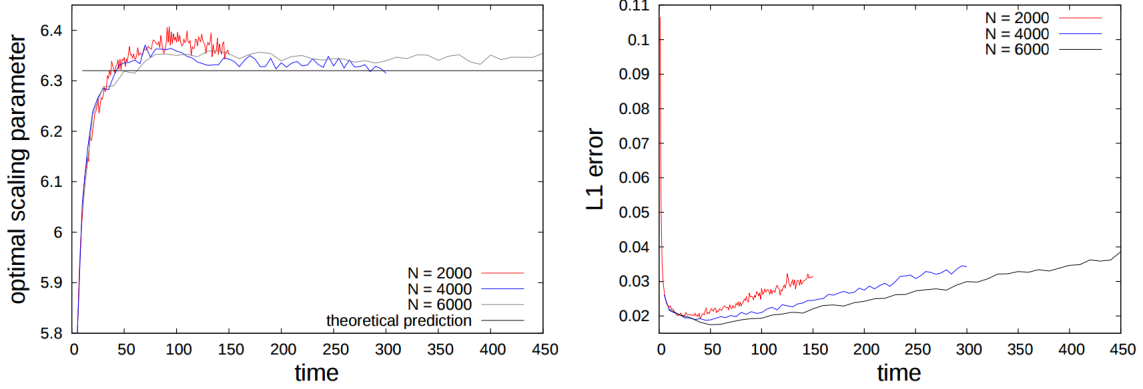 optimal scaling parameter
6.4
6.3
6.2
6.1
6
5.9
5.8
0 50 100 150 200 250 300 350 400 450
time
N = 2000
N = 4000
N = 6000
theoretical prediction
L1 error
0.11
0.1
0.09
0.08
0.07
0.06
0.05
0.04
0.03
0.02
0 50 100 150 200 250 300 350 400 450
time
N = 2000
N = 4000
N = 6000